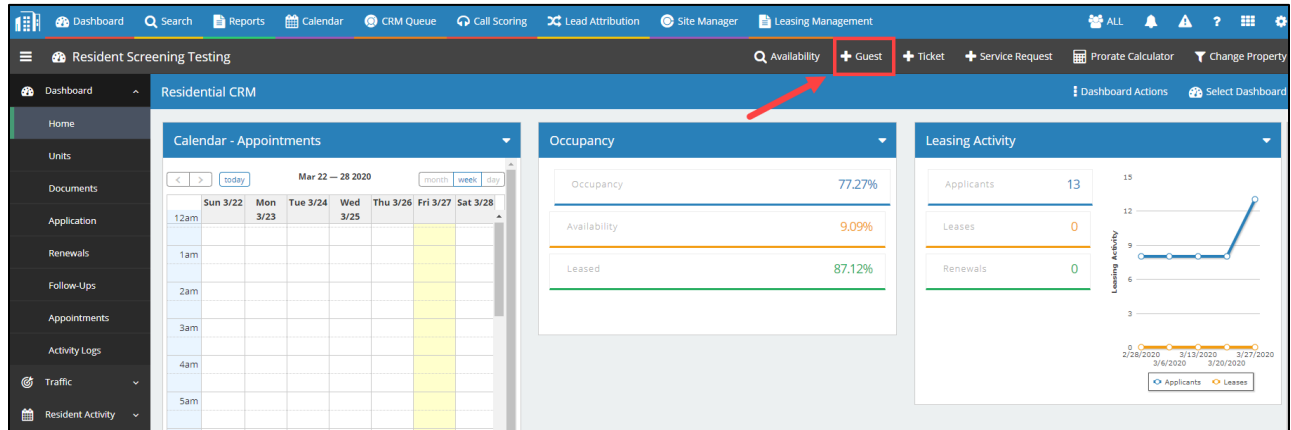 Dashboard Search Reports Calendar CRM Queue Call Scoring Lead Attribution Site Manager Leasing Management ALL ?
Resident Screening Testing Availability Guest Ticket Service Request Prorate Calculator Change Property
Dashboard
Home
Units
Documents
Application
Renewals
Follow-Ups
Appointments
Activity Logs
Traffic
Resident Activity
Residential CRM Dashboard Actions Select Dashboard
Calendar - Appointments
< > today Mar 22 — 28 2020 month week day
Sun 3/22 Mon 3/23 Tue 3/24 Wed 3/25 Thu 3/26 Fri 3/27 Sat 3/28
12am
1am
2am
3am
4am
5am
Occupancy
Occupancy 77.27%
Availability 9.09%
Leased 87.12%
Leasing Activity
Applicants 13
Leases 0
Renewals 0
Leasing Activity
15
12
9
6
3
0
2/28/2020 3/13/2020 3/27/2020
3/6/2020 3/20/2020
Applicants Leases